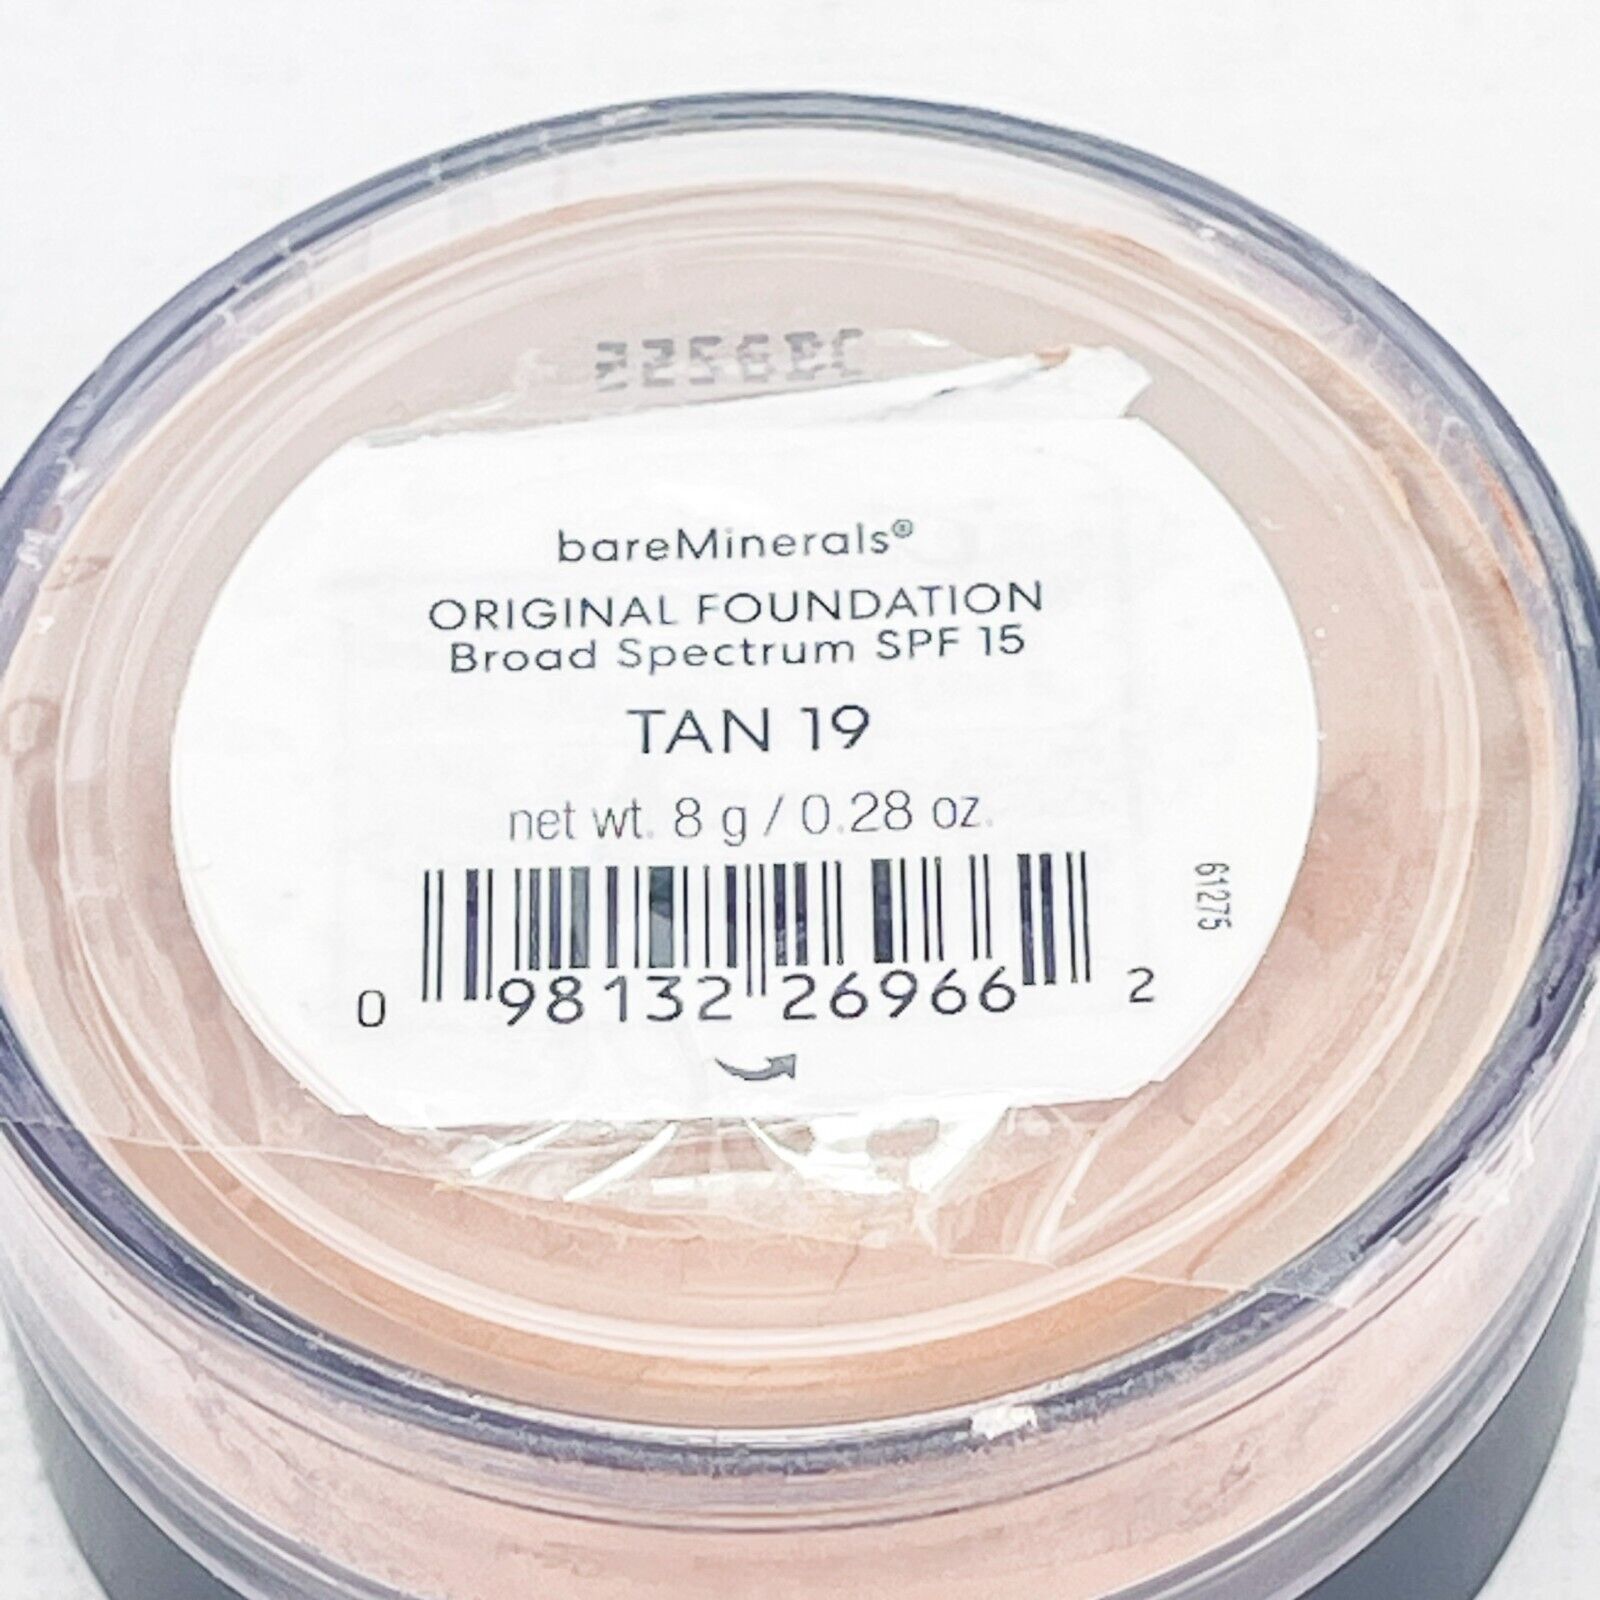 bareMinerals®
ORIGINAL FOUNDATION
Broad Spectrum SPF 15
TAN 19
net wt. 8 g / 0.28 oz.
61275
0 98132 26966 2